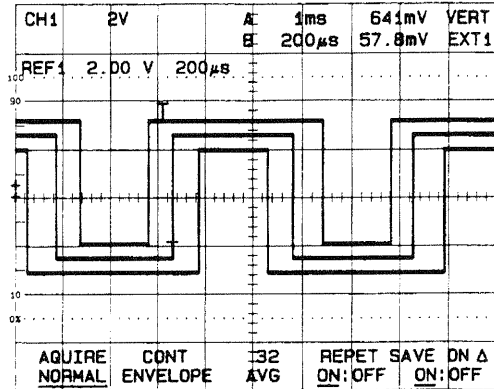 CH1 2V A 1ms 641mV VERT
B 200µs 57.8mV EXT1
REF1 2.00 V 200µs
100
90
10
0%
AQUIRE CONT 32 REPET SAVE ON Δ
NORMAL ENVELOPE AVG ON:OFF ON:OFF